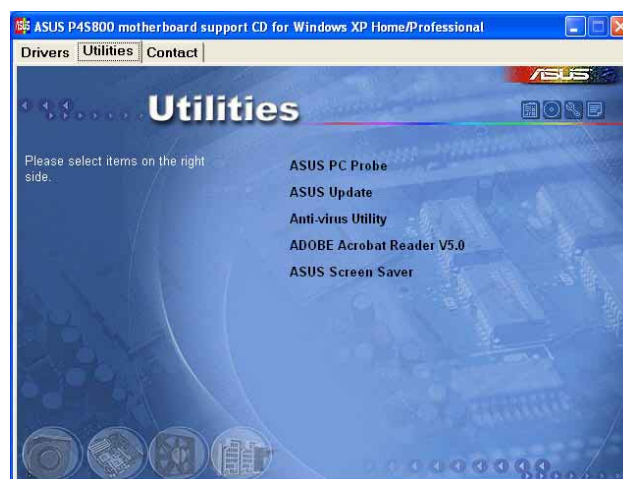 ASUS P4S800 motherboard support CD for Windows XP Home/Professional
Drivers Utilities Contact
ASUS
Utilities
Please select items on the right
side.
ASUS PC Probe
ASUS Update
Anti-virus Utility
ADOBE Acrobat Reader V5.0
ASUS Screen Saver